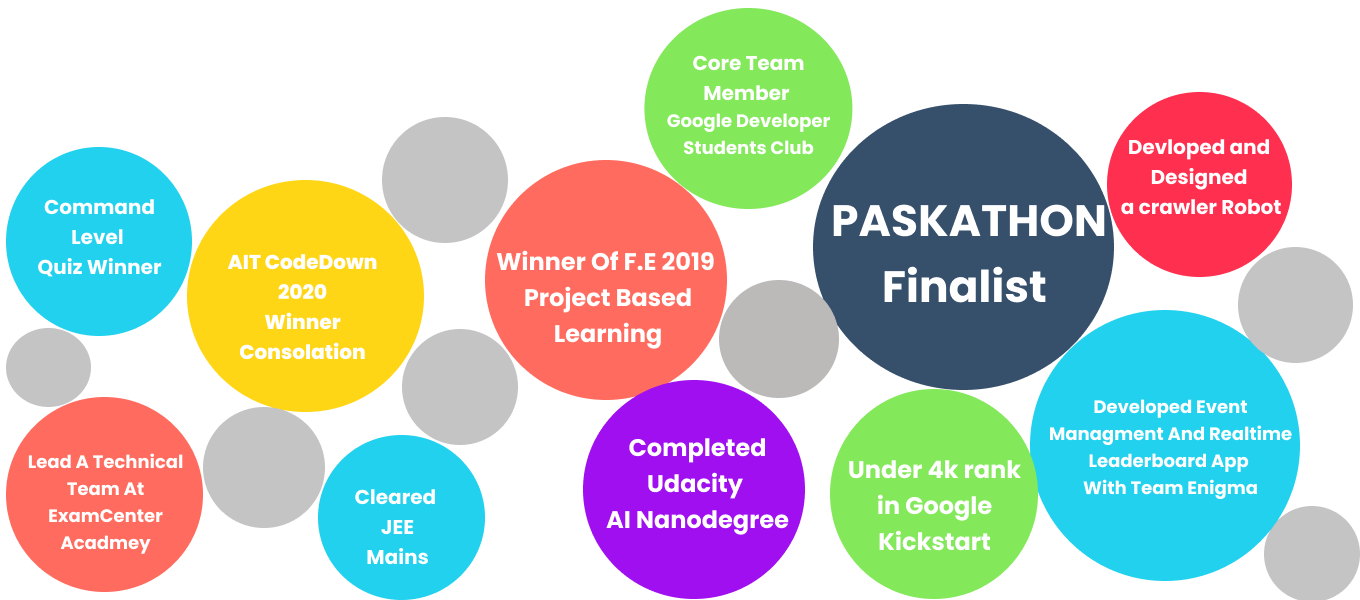 Core Team
Member
Google Developer
Students Club
Command
Level
Quiz Winner
AIT CodeDown
2020
Winner
Consolation
Winner Of F.E 2019
Project Based
Learning
PASKATHON
Finalist
Devloped and
Designed
a crawler Robot
Lead A Technical
Team At
ExamCenter
Acadmey
Cleared
JEE
Mains
Completed
Udacity
AI Nanodegree
Under 4k rank
in Google
Kickstart
Developed Event
Managment And Realtime
Leaderboard App
With Team Enigma